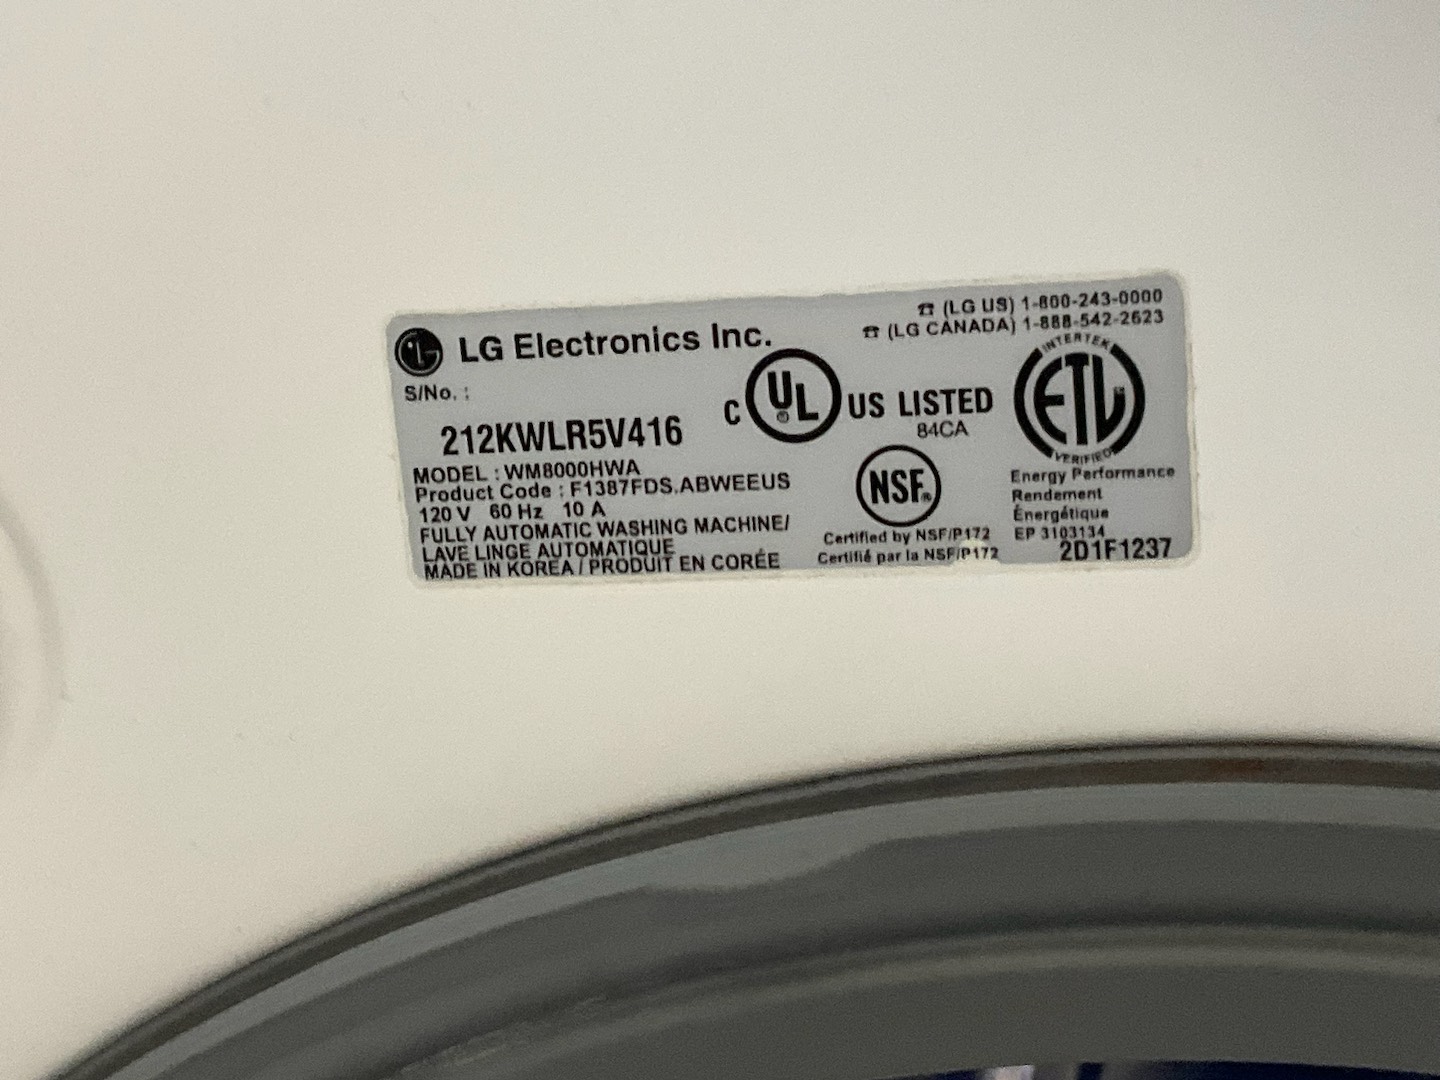 LG Electronics Inc.
☎ (LG US) 1-800-243-0000
☎ (LG CANADA) 1-888-542-2623
S/No. :
212KWLR5V416
MODEL : WM8000HWA
Product Code : F1387FDS.ABWEEUS
120 V 60 Hz 10 A
FULLY AUTOMATIC WASHING MACHINE/
LAVE LINGE AUTOMATIQUE
MADE IN KOREA / PRODUIT EN CORÉE
C UL ® US LISTED
84CA
NSF®
Certified by NSF/P172
Certifié par la NSF/P172
INTERTEK
ETL
VERIFIED
Energy Performance
Rendement
Énergétique
EP 3103134
2D1F1237